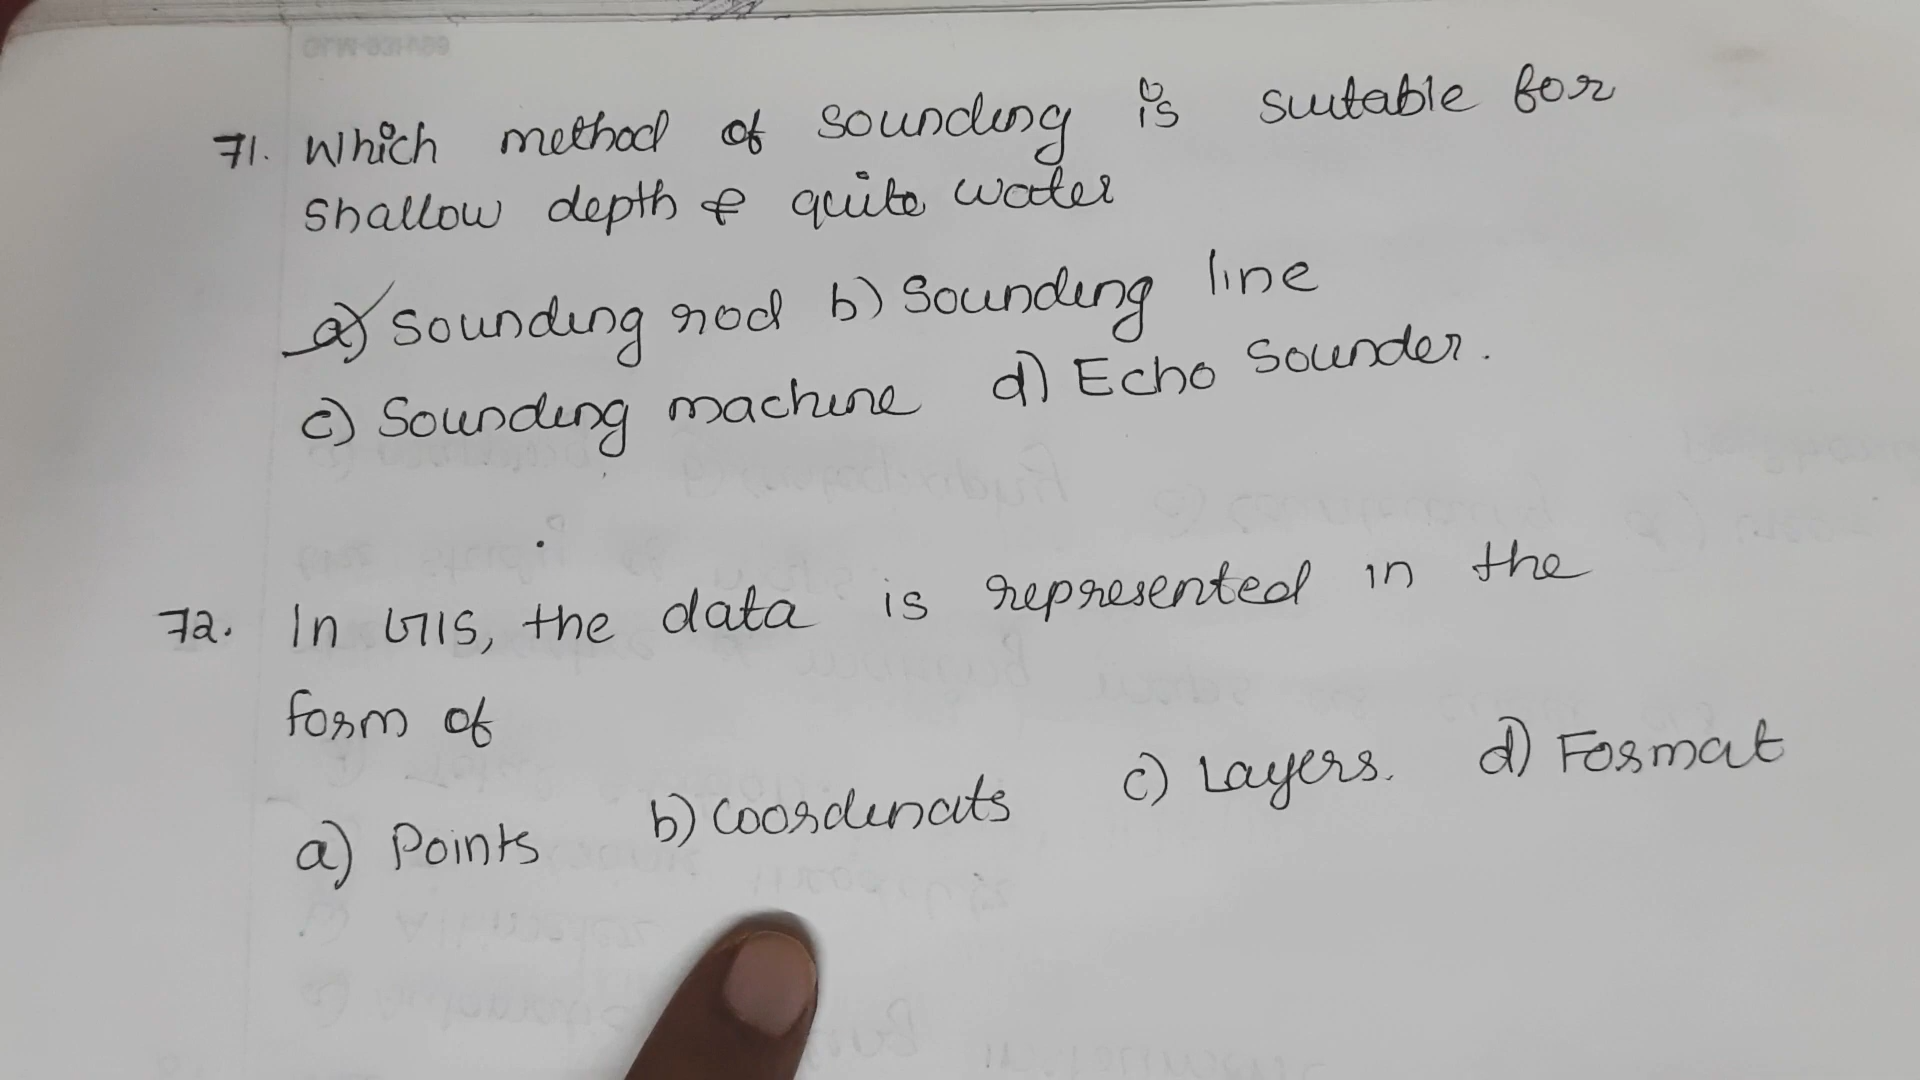 71. Which method of sounding is suitable for
shallow depth & quite water
a) Sounding rod b) Sounding line
c) Sounding machine d) Echo Sounder.
72. In GIS, the data is represented in the
form of
a) Points b) Coordinats c) Layers. d) Format